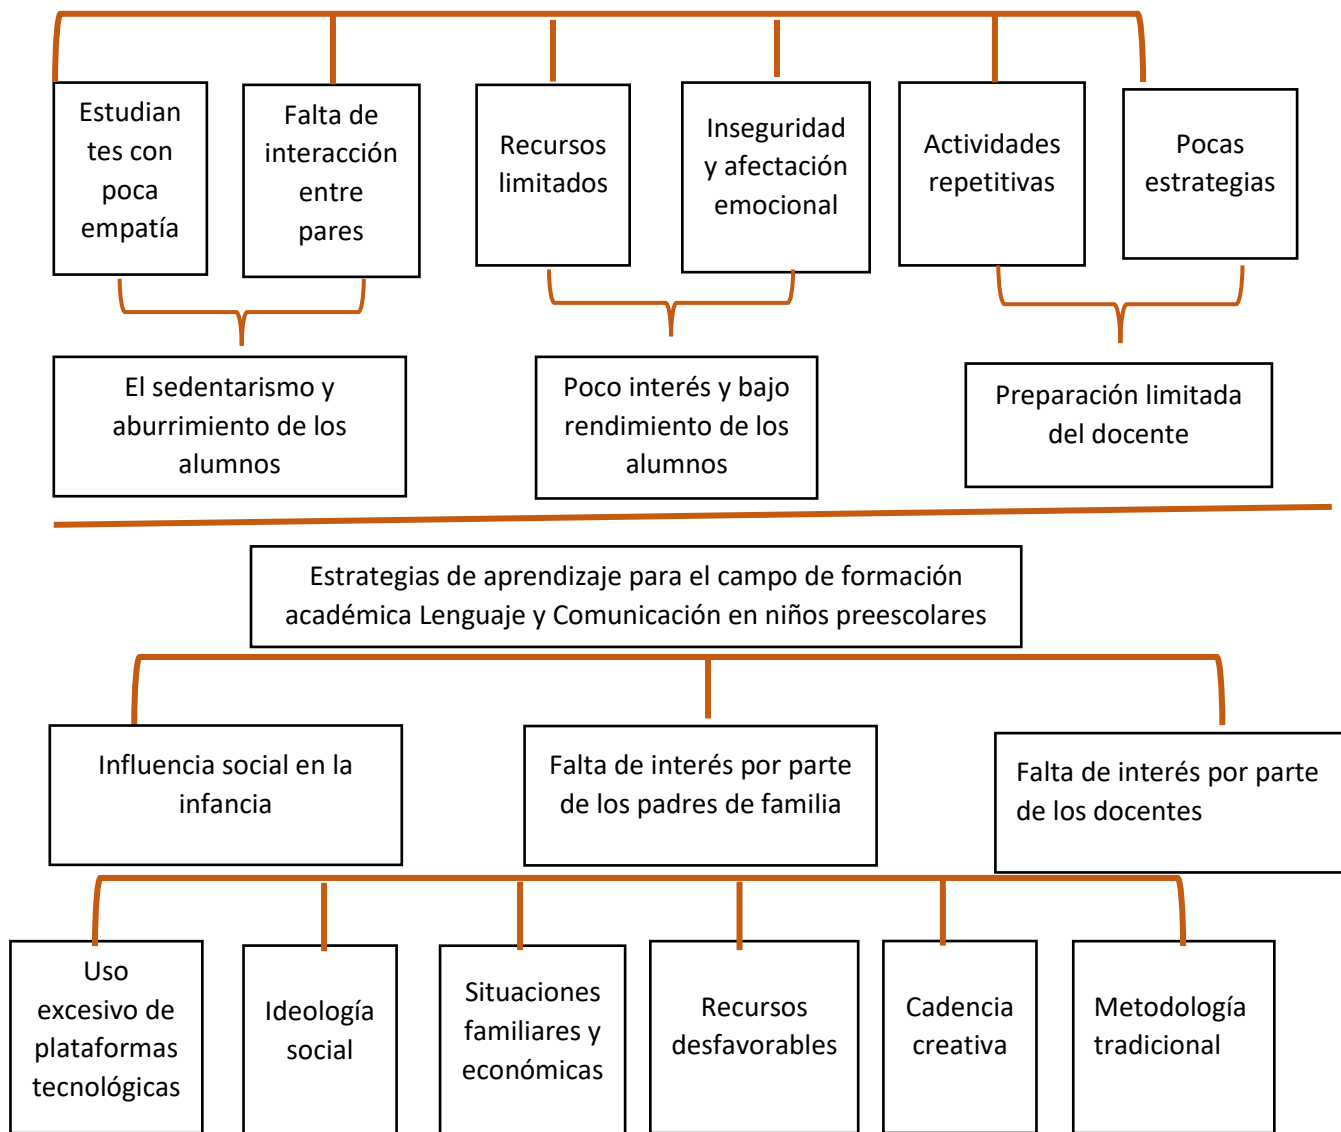 Estudian
tes con
poca
empatía
Falta de
interacción
entre
pares
Recursos
limitados
Inseguridad
y afectación
emocional
Actividades
repetitivas
Pocas
estrategias
El sedentarismo y
aburrimiento de los
alumnos
Poco interés y bajo
rendimiento de los
alumnos
Preparación limitada
del docente
Estrategias de aprendizaje para el campo de formación
académica Lenguaje y Comunicación en niños preescolares
Influencia social en la
infancia
Falta de interés por parte
de los padres de familia
Falta de interés por parte
de los docentes
Uso
excesivo de
plataformas
tecnológicas
Ideología
social
Situaciones
familiares y
económicas
Recursos
desfavorables
Cadencia
creativa
Metodología
tradicional